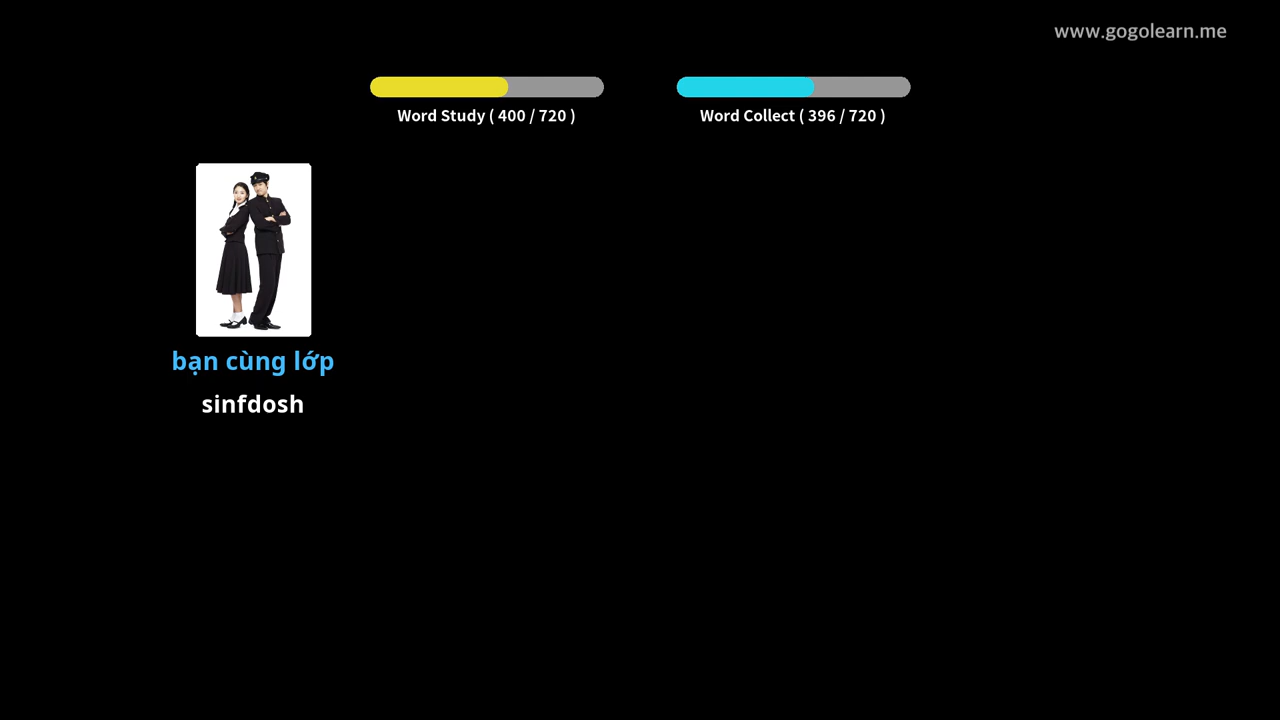 www.gogolearn.me
Word Study ( 400 / 720 )
Word Collect ( 396 / 720 )
bạn cùng lớp
sinfdosh